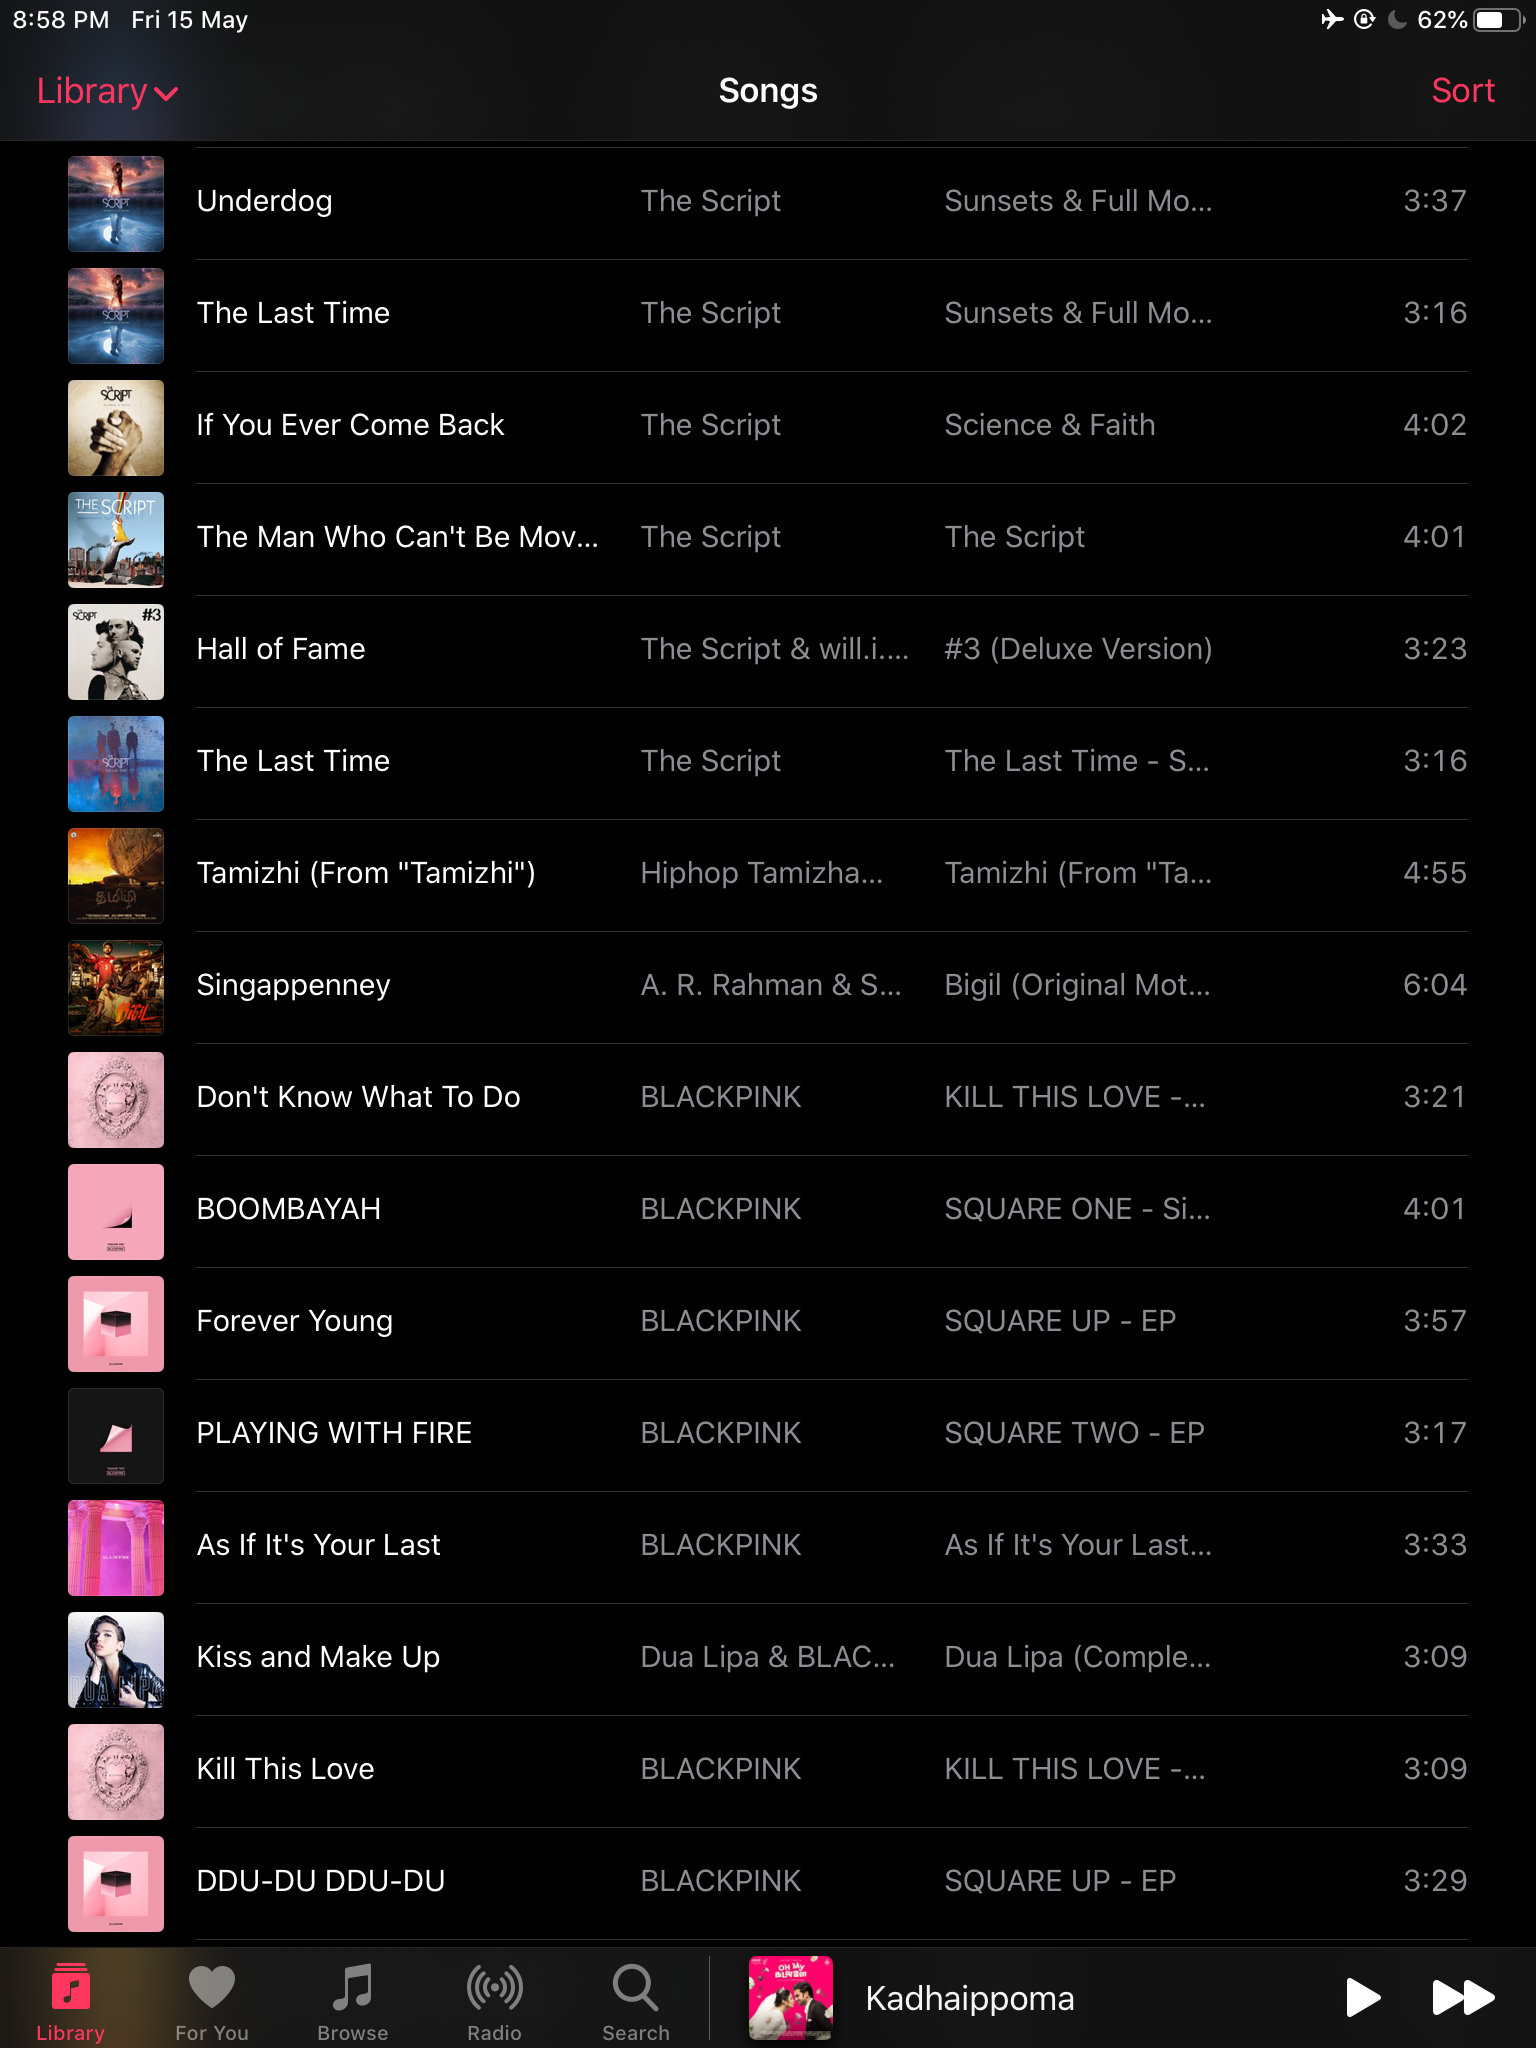 8:58 PM Fri 15 May 62%
Library Songs Sort
Underdog The Script Sunsets & Full Mo... 3:37
The Last Time The Script Sunsets & Full Mo... 3:16
If You Ever Come Back The Script Science & Faith 4:02
The Man Who Can't Be Mov... The Script The Script 4:01
Hall of Fame The Script & will.i.... #3 (Deluxe Version) 3:23
The Last Time The Script The Last Time - S... 3:16
Tamizhi (From "Tamizhi") Hiphop Tamizha... Tamizhi (From "Ta... 4:55
Singappenney A. R. Rahman & S... Bigil (Original Mot... 6:04
Don't Know What To Do BLACKPINK KILL THIS LOVE -... 3:21
BOOMBAYAH BLACKPINK SQUARE ONE - Si... 4:01
Forever Young BLACKPINK SQUARE UP - EP 3:57
PLAYING WITH FIRE BLACKPINK SQUARE TWO - EP 3:17
As If It's Your Last BLACKPINK As If It's Your Last... 3:33
Kiss and Make Up Dua Lipa & BLAC... Dua Lipa (Comple... 3:09
Kill This Love BLACKPINK KILL THIS LOVE -... 3:09
DDU-DU DDU-DU BLACKPINK SQUARE UP - EP 3:29
Kadhaippoma
Library For You Browse Radio Search